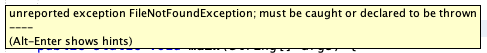 unreported exception FileNotFoundException; must be caught or declared to be thrown
----
(Alt-Enter shows hints)